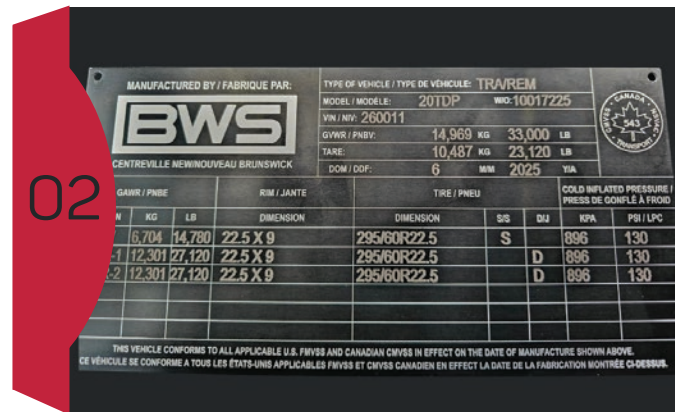 02
MANUFACTURED BY / FABRIQUE PAR:
BWS
CENTREVILLE NEW/NOUVEAU BRUNSWICK
TYPE OF VEHICLE / TYPE DE VÉHICULE: TRA/REM
MODEL / MODÈLE: 20TDP W/O: 10017225
VIN / NIV: 260011
GVWR / PNBV: 14,969 KG 33,000 LB
TARE: 10,487 KG 23,120 LB
DOM / DDF: 6 M/M 2025 Y/A
CANADA
543
TRANSPORT
CMVSS
NSVAC
GAWR / PNBE RIM / JANTE TIRE / PNEU COLD INFLATED PRESSURE /
PRESS DE GONFLÉ À FROID
N KG LB DIMENSION DIMENSION S/S D/J KPA PSI / LPC
6,704 14,780 22.5 X 9 295/60R22.5 S 896 130
-1 12,301 27,120 22.5 X 9 295/60R22.5 D 896 130
-2 12,301 27,120 22.5 X 9 295/60R22.5 D 896 130
THIS VEHICLE CONFORMS TO ALL APPLICABLE U.S. FMVSS AND CANADIAN CMVSS IN EFFECT ON THE DATE OF MANUFACTURE SHOWN ABOVE.
CE VÉHICULE SE CONFORME A TOUS LES ÉTATS-UNIS APPLICABLES FMVSS ET CMVSS CANADIEN EN EFFECT LA DATE DE LA FABRICATION MONTRÉE CI-DESSUS.